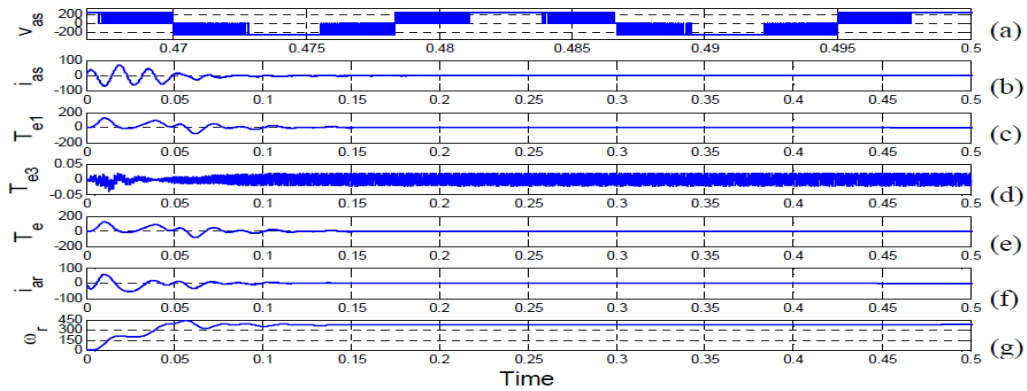 V_as 200 0 -200 (a)
0.47 0.475 0.48 0.485 0.49 0.495 0.5
i_as 100 0 -100 (b)
0 0.05 0.1 0.15 0.2 0.25 0.3 0.35 0.4 0.45 0.5
T_e1 200 0 -200 (c)
0 0.05 0.1 0.15 0.2 0.25 0.3 0.35 0.4 0.45 0.5
T_e3 0.05 0 -0.05 (d)
0 0.05 0.1 0.15 0.2 0.25 0.3 0.35 0.4 0.45 0.5
T_e 200 0 -200 (e)
0 0.05 0.1 0.15 0.2 0.25 0.3 0.35 0.4 0.45 0.5
i_ar 100 0 -100 (f)
0 0.05 0.1 0.15 0.2 0.25 0.3 0.35 0.4 0.45 0.5
ω_r 450 300 150 0 (g)
0 0.05 0.1 0.15 0.2 0.25 0.3 0.35 0.4 0.45 0.5
Time